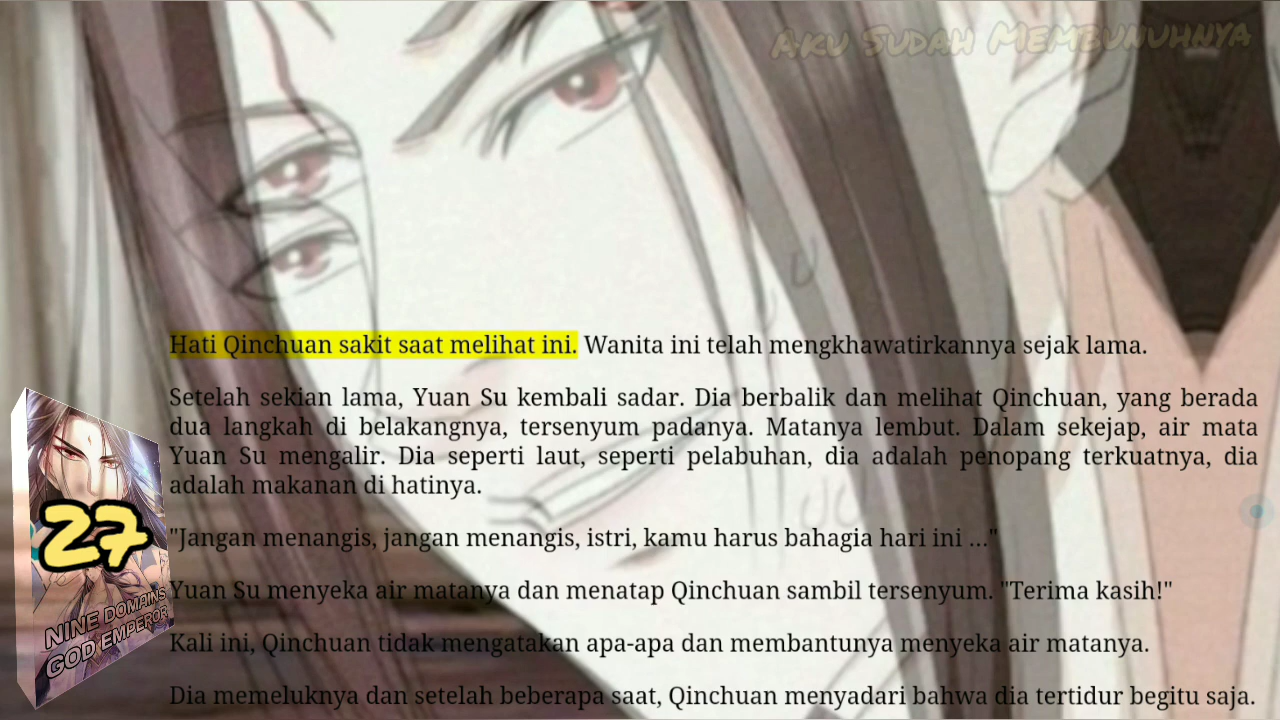 Aku Sudah Membunuhnya
Hati Qinchuan sakit saat melihat ini. Wanita ini telah mengkhawatirkannya sejak lama.
Setelah sekian lama, Yuan Su kembali sadar. Dia berbalik dan melihat Qinchuan, yang berada
dua langkah di belakangnya, tersenyum padanya. Matanya lembut. Dalam sekejap, air mata
Yuan Su mengalir. Dia seperti laut, seperti pelabuhan, dia adalah penopang terkuatnya, dia
adalah makanan di hatinya.
"Jangan menangis, jangan menangis, istri, kamu harus bahagia hari ini ..."
Yuan Su menyeka air matanya dan menatap Qinchuan sambil tersenyum. "Terima kasih!"
Kali ini, Qinchuan tidak mengatakan apa-apa dan membantunya menyeka air matanya.
Dia memeluknya dan setelah beberapa saat, Qinchuan menyadari bahwa dia tertidur begitu saja.
27
NINE DOMAINS
GOD EMPEROR